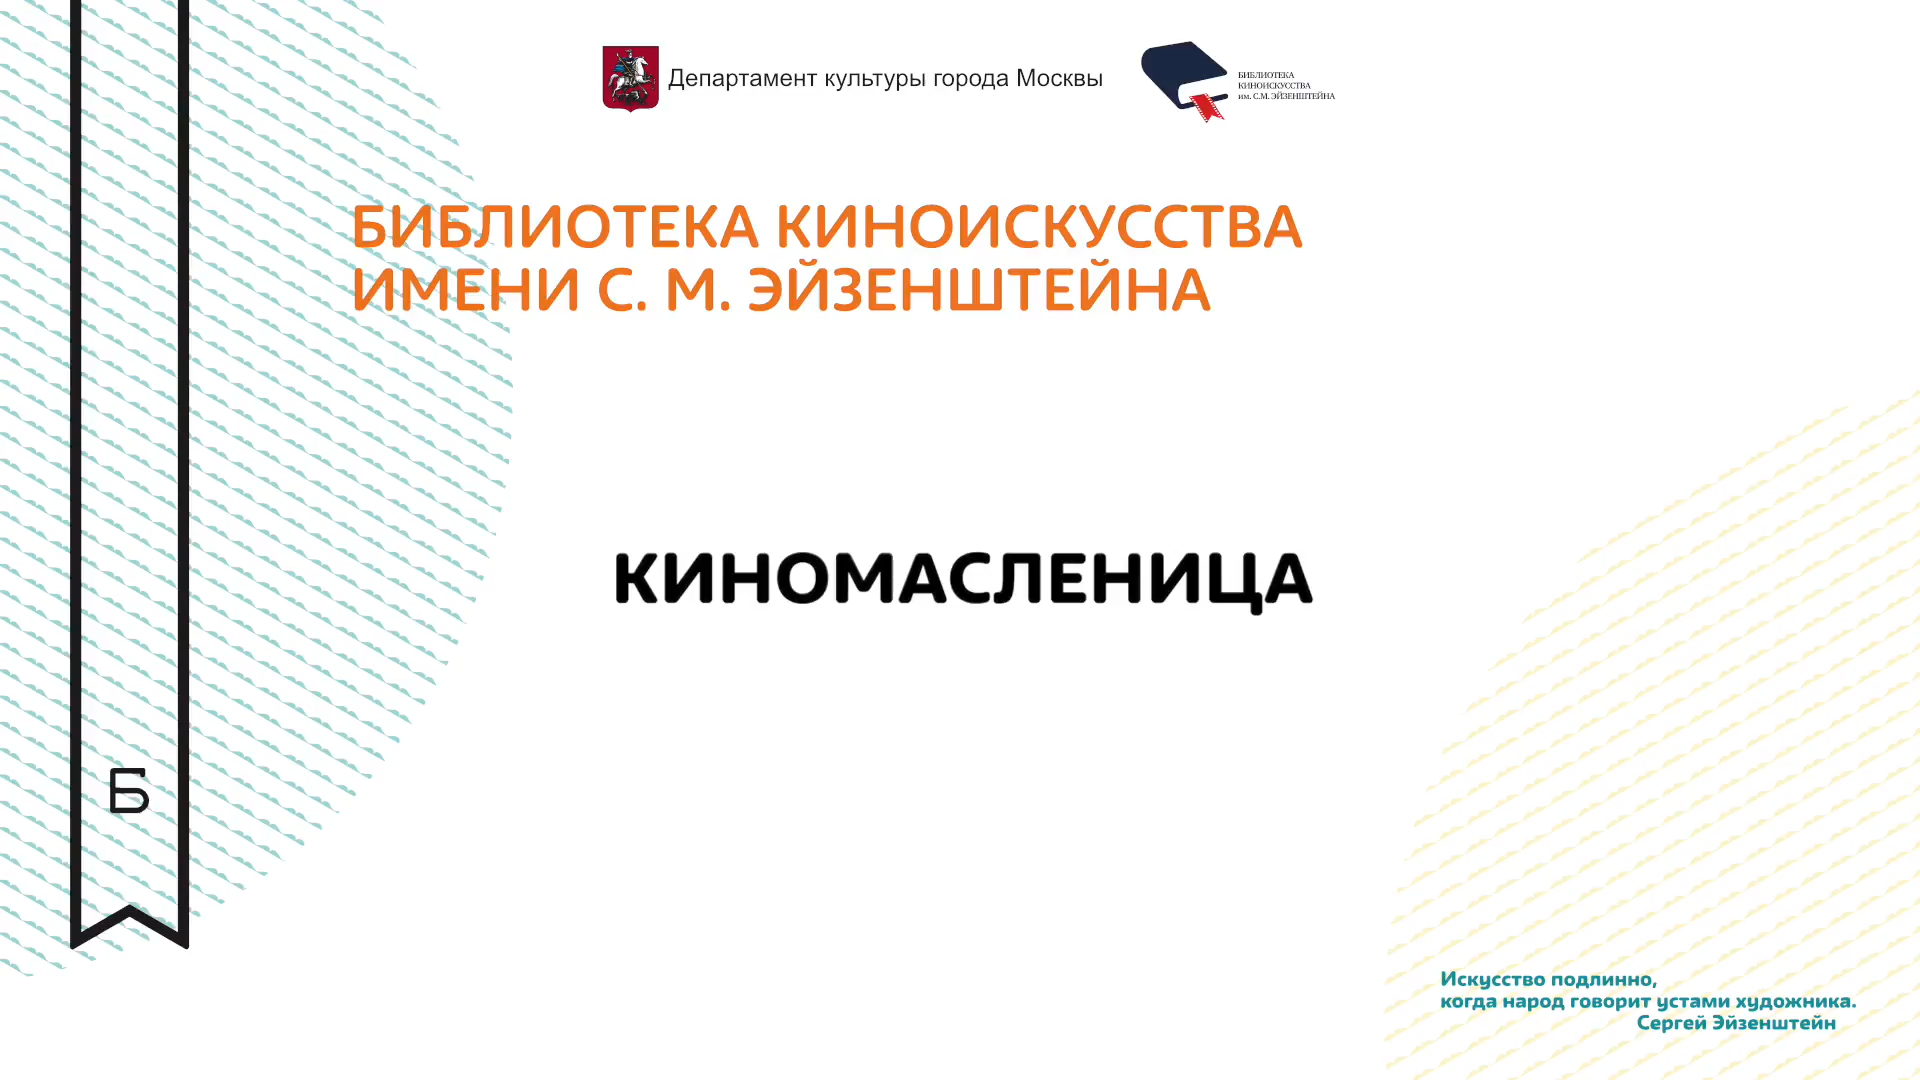 Департамент культуры города Москвы
БИБЛИОТЕКА
КИНОИСКУССТВА
им. С.М. ЭЙЗЕНШТЕЙНА
БИБЛИОТЕКА КИНОИСКУССТВА
ИМЕНИ С. М. ЭЙЗЕНШТЕЙНА
КИНОМАСЛЕНИЦА
Б
Искусство подлинно,
когда народ говорит устами художника.
Сергей Эйзенштейн